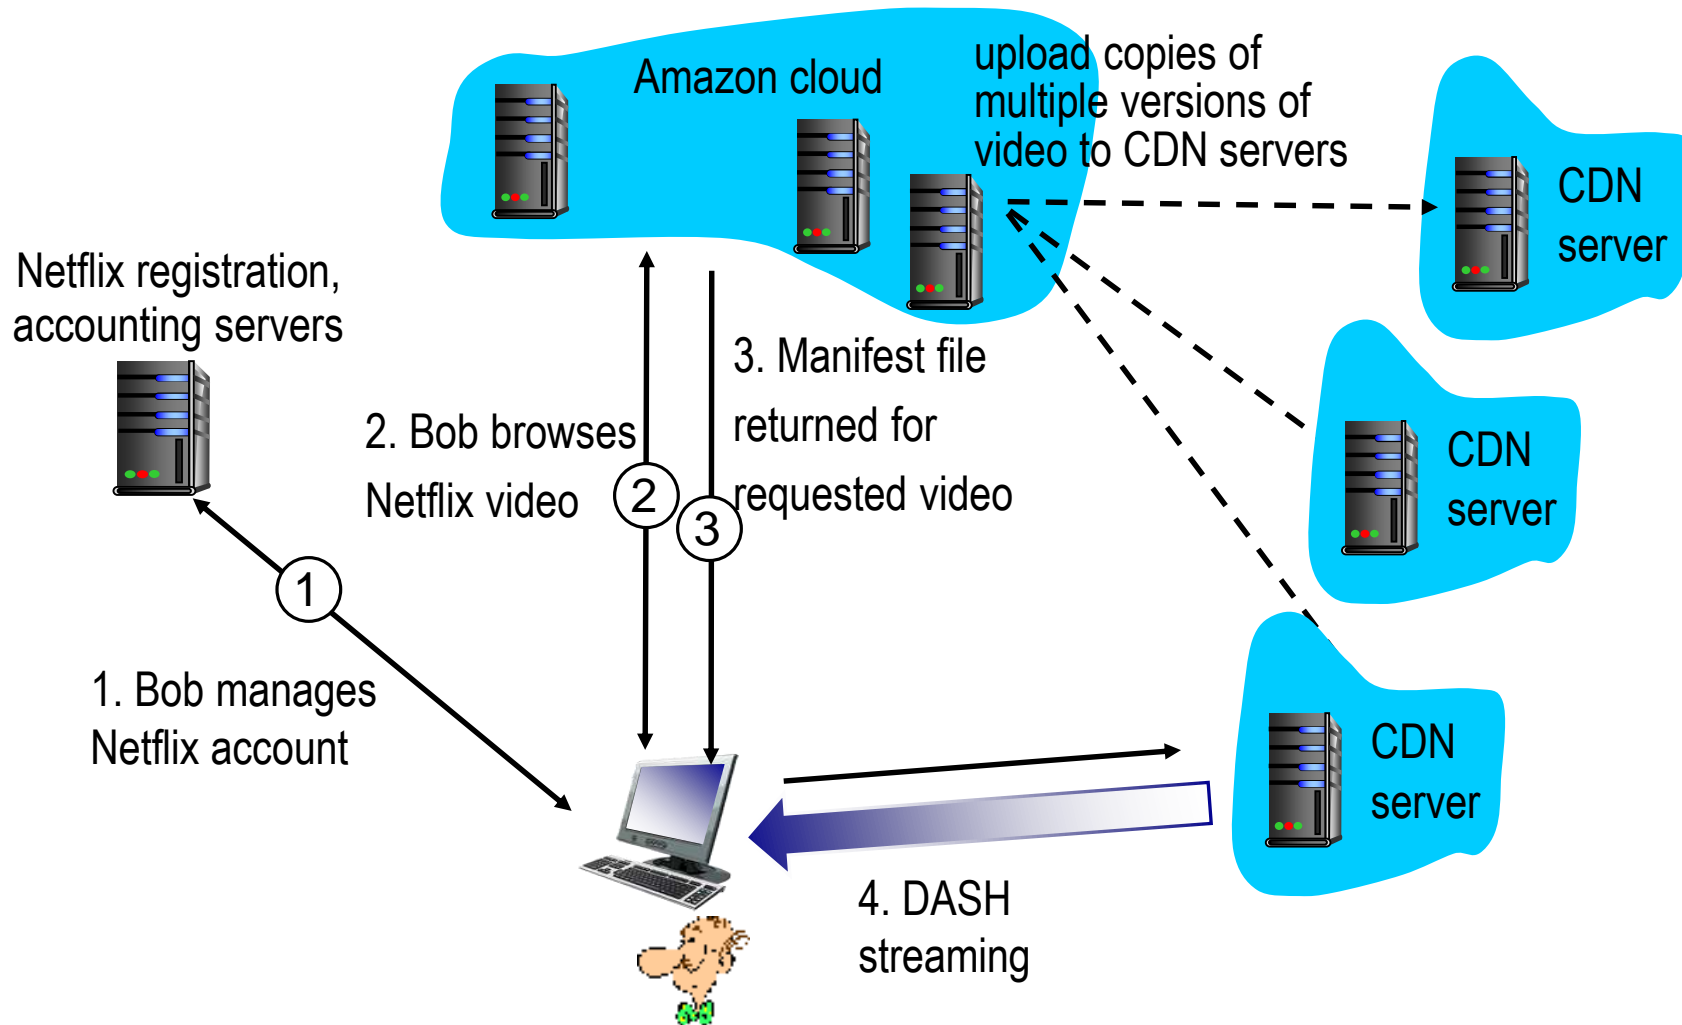 Amazon cloud
upload copies of
multiple versions of
video to CDN servers
CDN
server
Netflix registration,
accounting servers
3. Manifest file
returned for
requested video
2. Bob browses
Netflix video
2
3
CDN
server
1
1. Bob manages
Netflix account
CDN
server
4. DASH
streaming